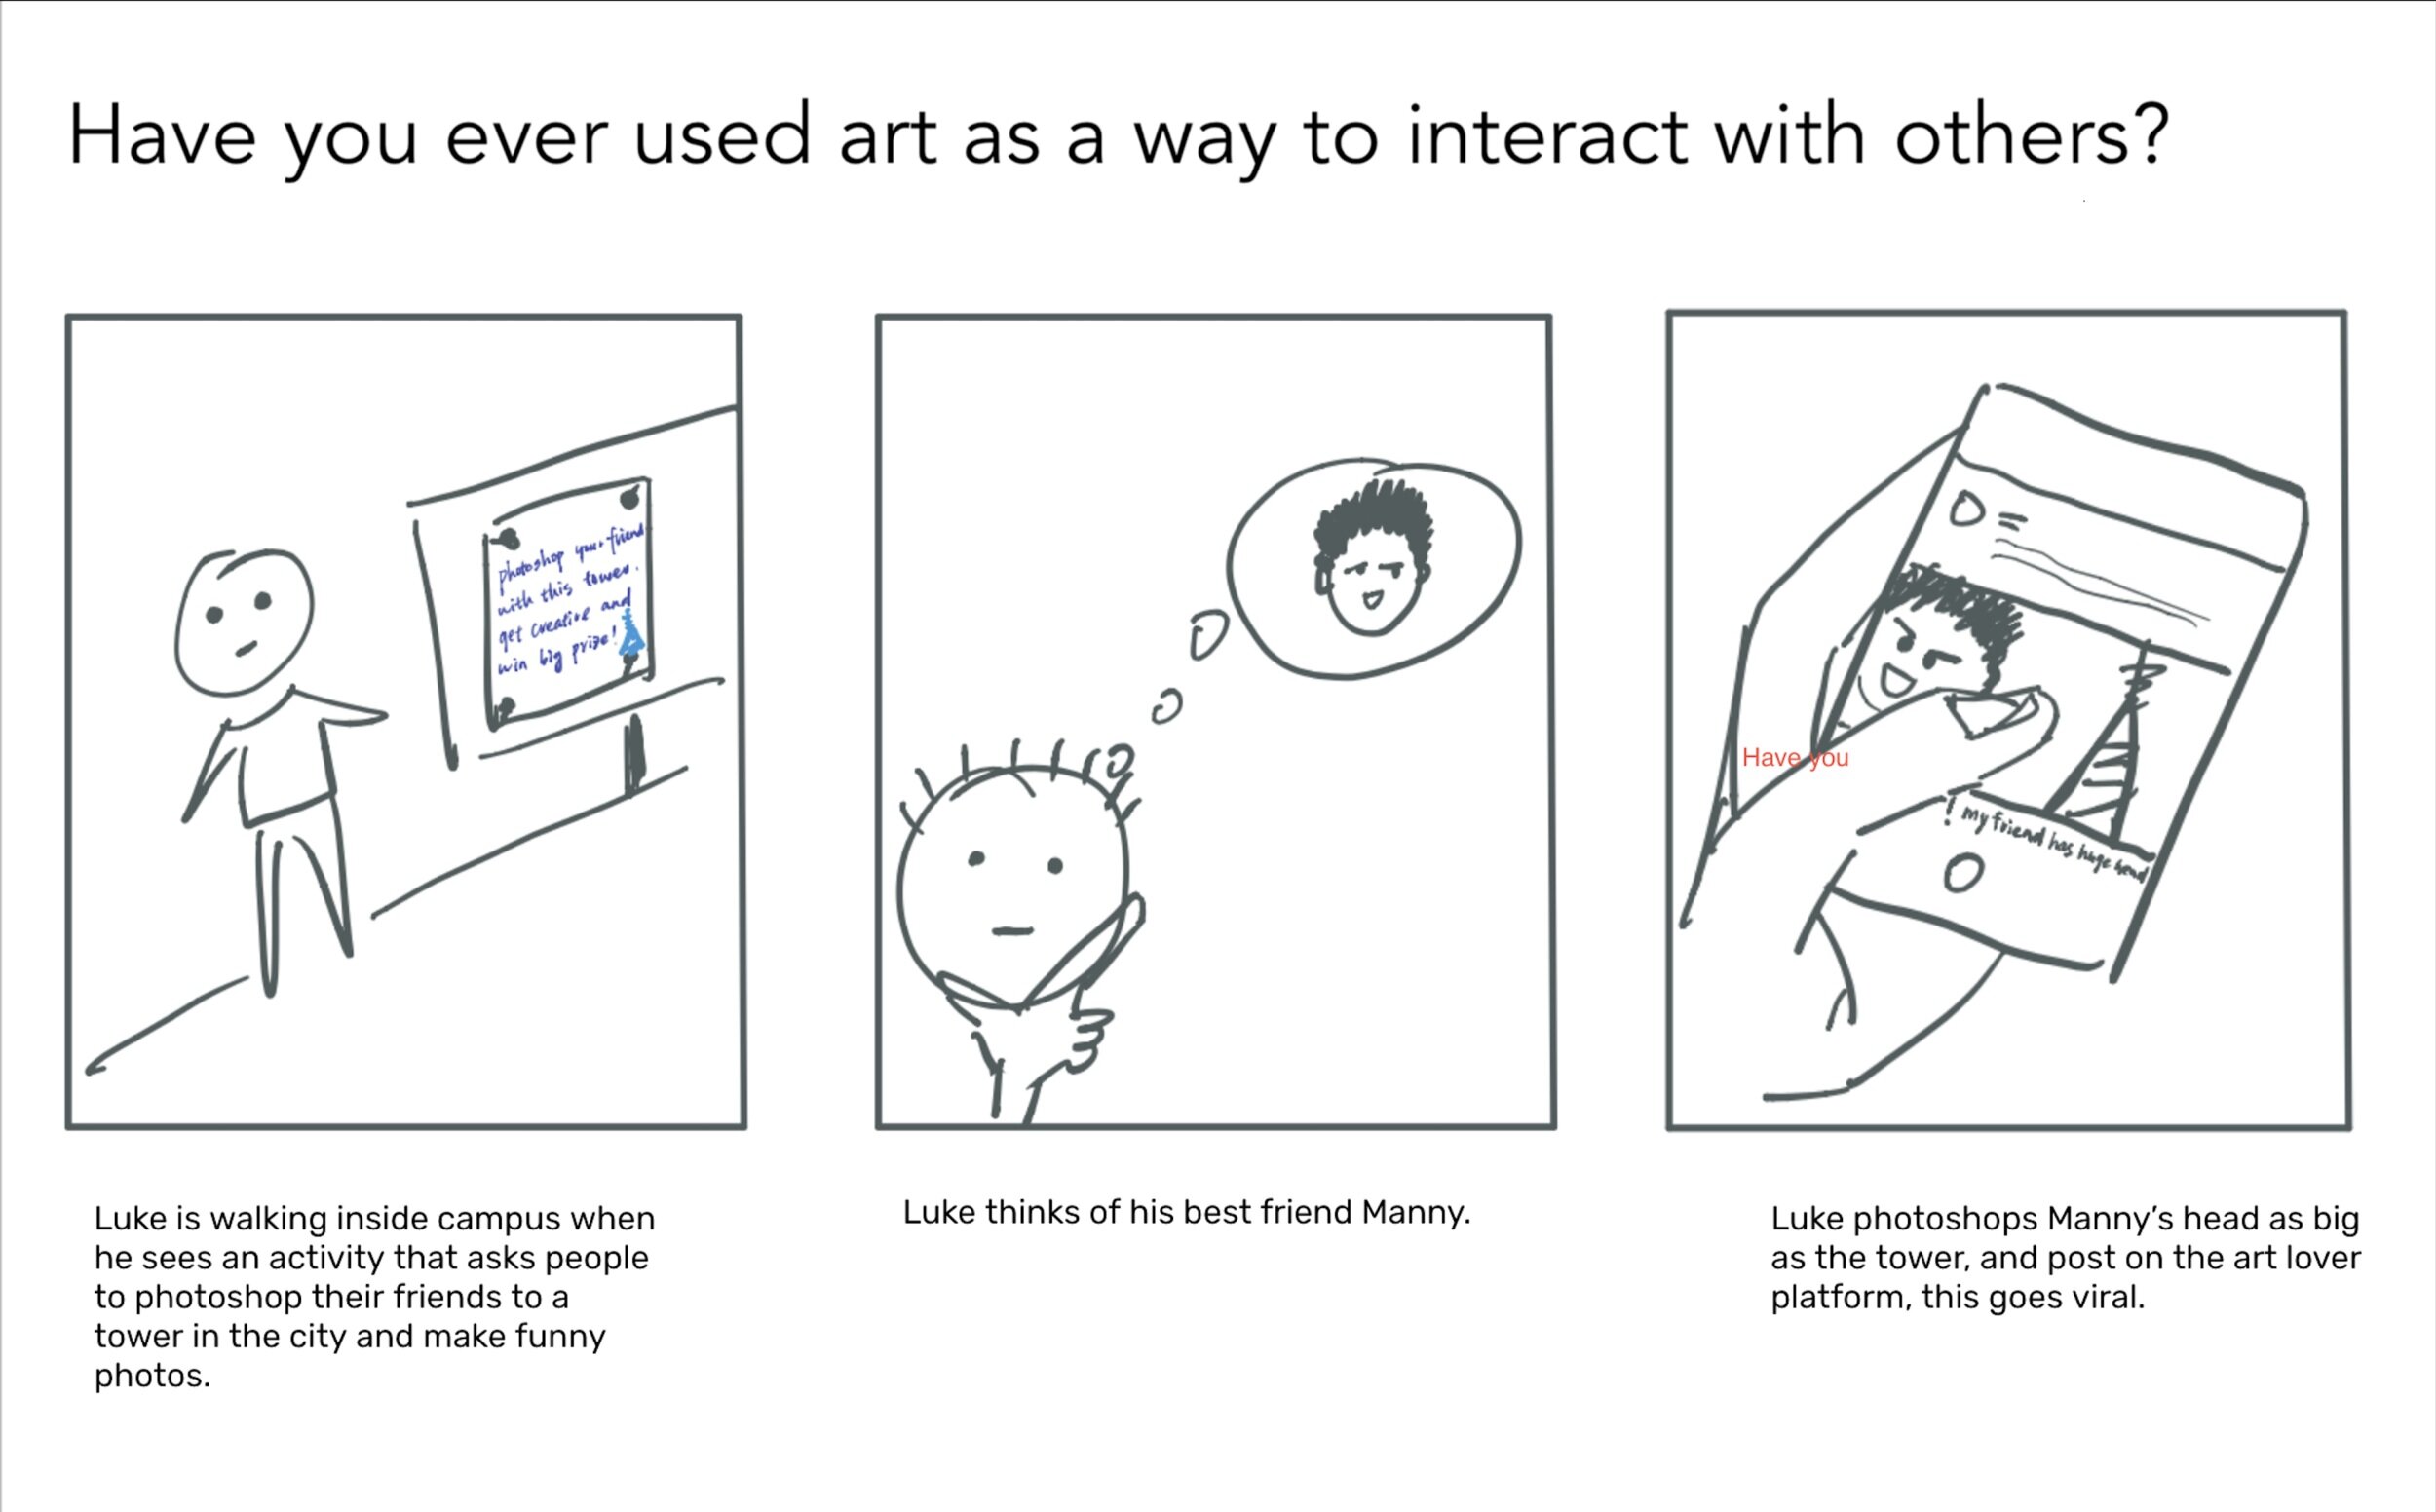 Have you ever used art as a way to interact with others?
photoshop your friend
with this tower.
get creative and
win big prize!
Luke is walking inside campus when
he sees an activity that asks people
to photoshop their friends to a
tower in the city and make funny
photos.
Luke thinks of his best friend Manny.
Have you
! my friend has huge head
Luke photoshops Manny’s head as big
as the tower, and post on the art lover
platform, this goes viral.